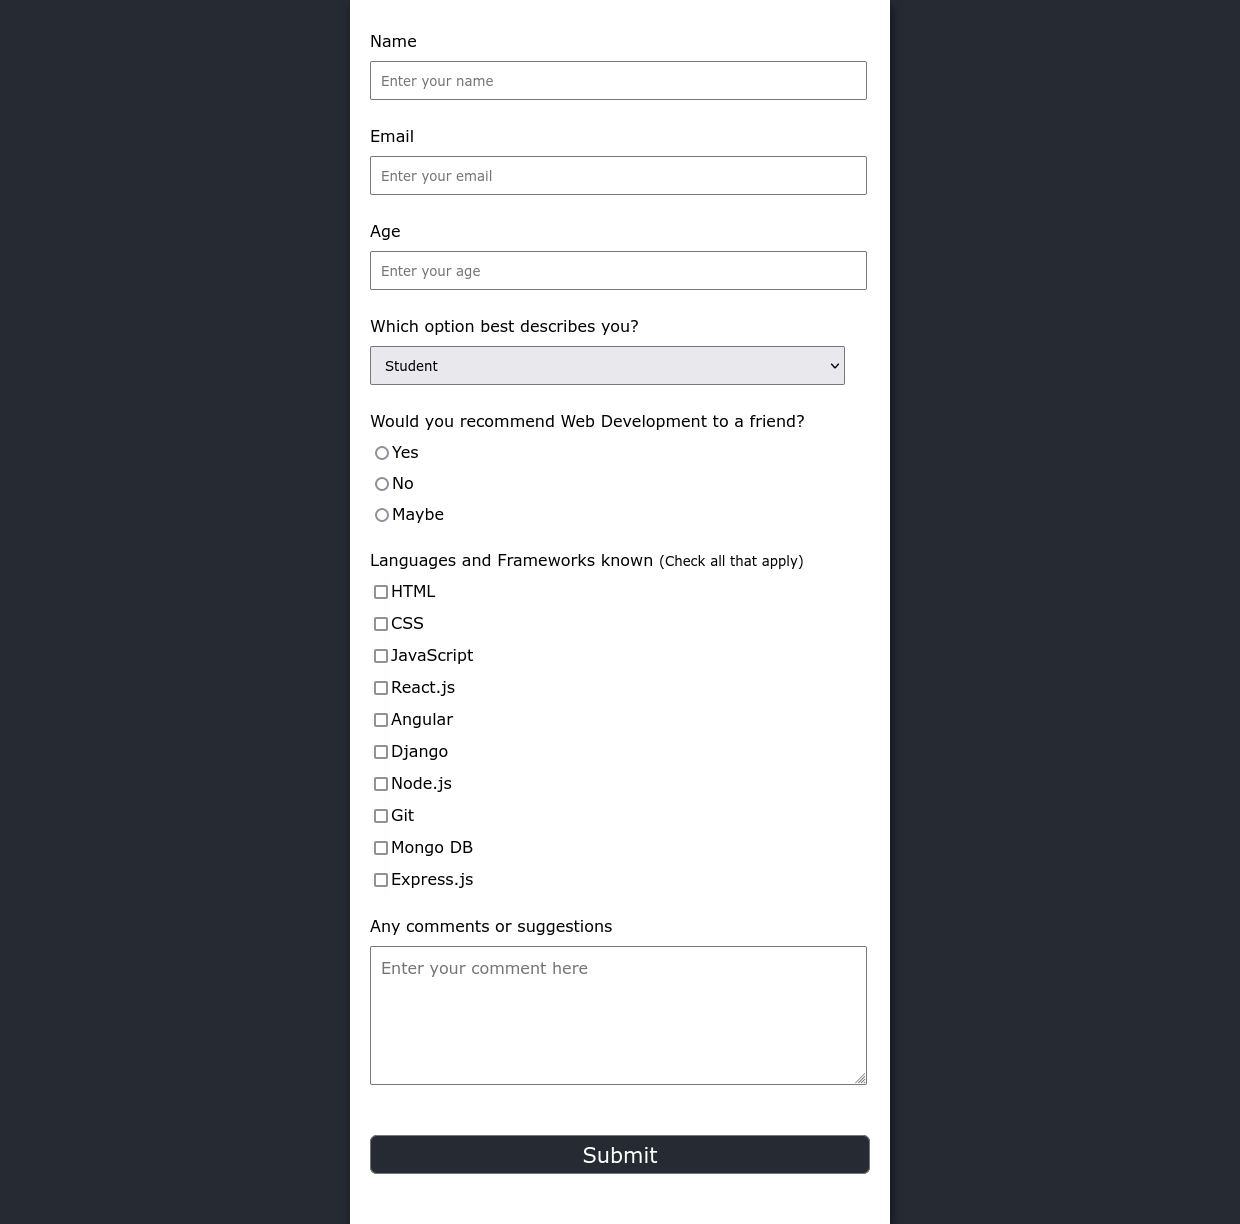 Name
Enter your name
Email
Enter your email
Age
Enter your age
Which option best describes you?
Student
Would you recommend Web Development to a friend?
Yes
No
Maybe
Languages and Frameworks known (Check all that apply)
HTML
CSS
JavaScript
React.js
Angular
Django
Node.js
Git
Mongo DB
Express.js
Any comments or suggestions
Enter your comment here
Submit